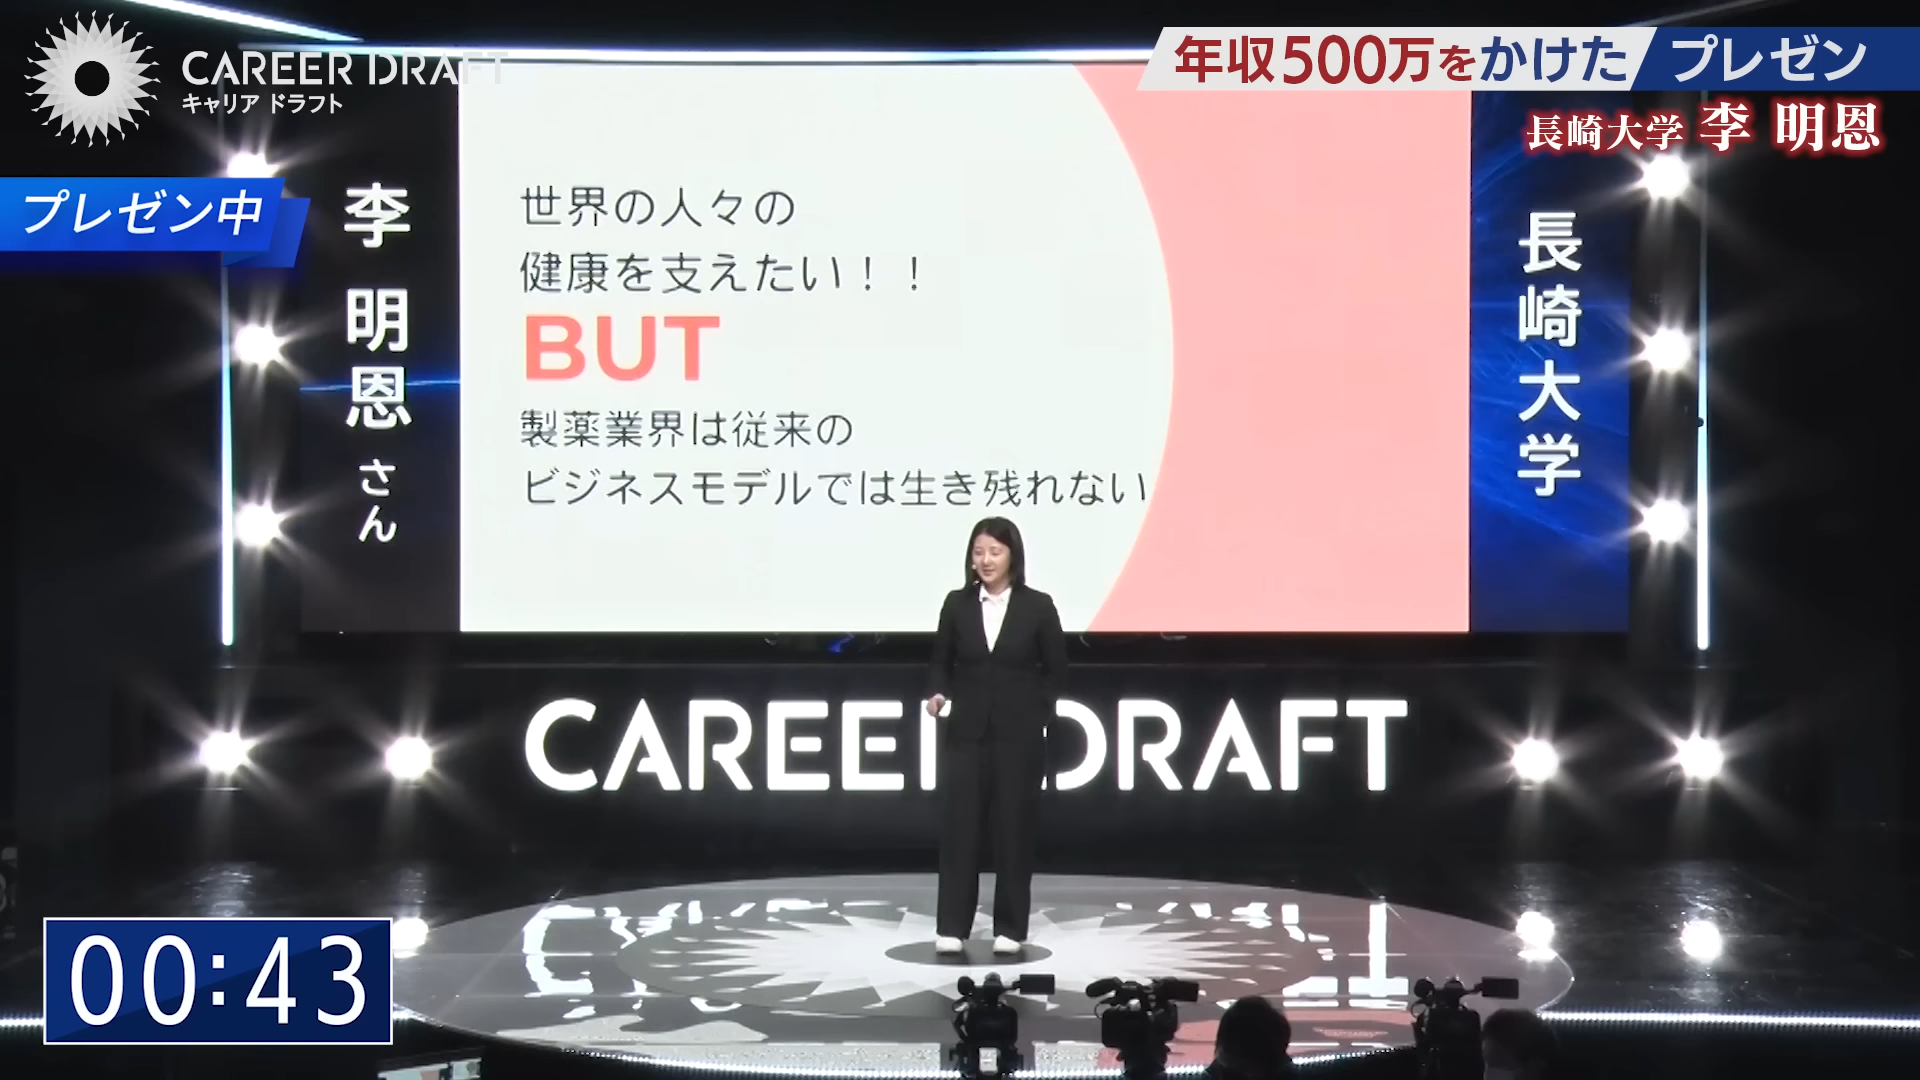 CAREER DRAFT
キャリア ドラフト
年収500万をかけた プレゼン
長崎大学 李 明恩
プレゼン中
李 明恩 さん
世界の人々の
健康を支えたい！！
BUT
製薬業界は従来の
ビジネスモデルでは生き残れない
長崎大学
CAREER DRAFT
00:43